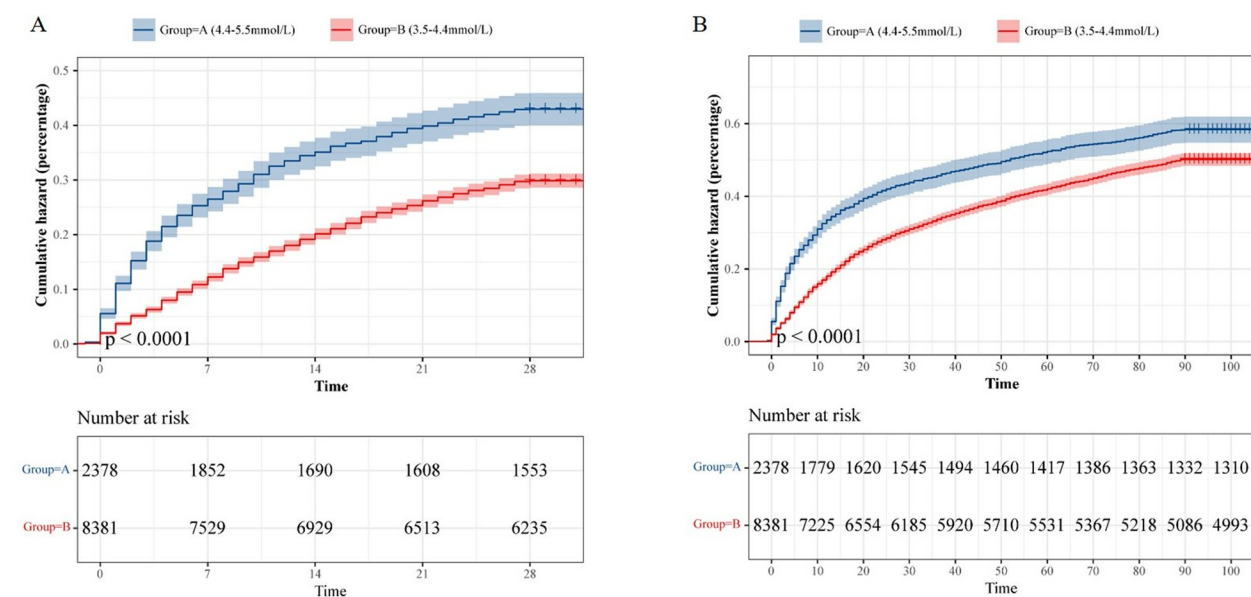 A
Group=A (4.4-5.5mmol/L) Group=B (3.5-4.4mmol/L)
Cumulative hazard (percerntage)
0.5
0.4
0.3
0.2
0.1
0.0
p < 0.0001
0 7 14 21 28
Time
Number at risk
Group=A 2378 1852 1690 1608 1553
Group=B 8381 7529 6929 6513 6235
0 7 14 21 28
Time
B
Group=A (4.4-5.5mmol/L) Group=B (3.5-4.4mmol/L)
Cumulative hazard (percerntage)
0.6
0.4
0.2
0.0
p < 0.0001
0 10 20 30 40 50 60 70 80 90 100
Time
Number at risk
Group=A 2378 1779 1620 1545 1494 1460 1417 1386 1363 1332 1310
Group=B 8381 7225 6554 6185 5920 5710 5531 5367 5218 5086 4993
0 10 20 30 40 50 60 70 80 90 100
Time